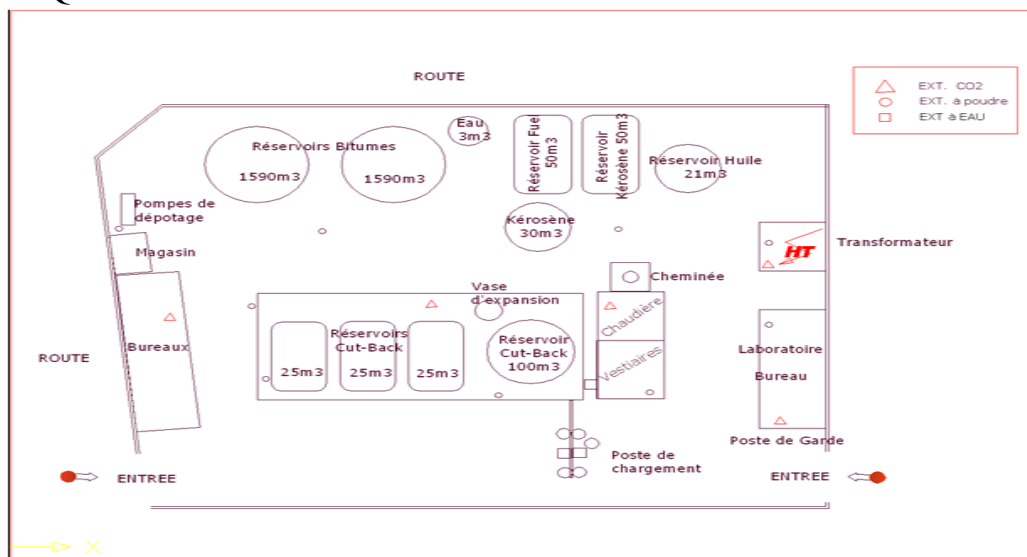 Q
ROUTE
EXT. CO2
EXT. à poudre
EXT à EAU
Eau
3m3
Réservoirs Bitumes
1590m3
1590m3
Réservoir Fuel
50m3
Réservoir
Kérosène 50m3
Réservoir Huile
21m3
Pompes de
dépotage
Kérosène
30m3
Magasin
HT
Transformateur
Cheminée
Vase
d'expansion
Chaudière
ROUTE
Bureaux
Réservoirs
Cut-Back
25m3
25m3
25m3
Réservoir
Cut-Back
100m3
Vestiaires
Laboratoire
Bureau
Poste de Garde
Poste de
chargement
ENTREE
ENTREE
X